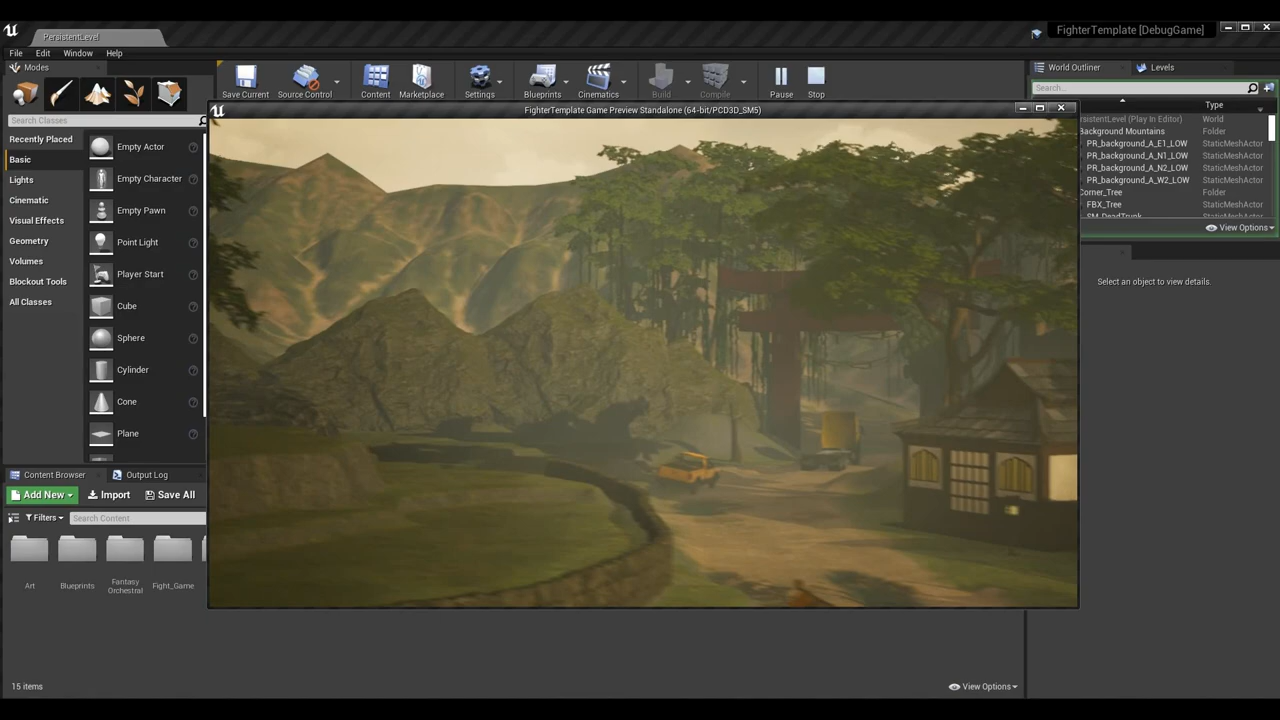 PersistentLevel
FighterTemplate [DebugGame]
File Edit Window Help
Modes
Search Classes
Recently Placed
Basic
Lights
Cinematic
Visual Effects
Geometry
Volumes
Blockout Tools
All Classes
Empty Actor
Empty Character
Empty Pawn
Point Light
Player Start
Cube
Sphere
Cylinder
Cone
Plane
Save Current
Source Control
Content
Marketplace
Settings
Blueprints
Cinematics
Build
Compile
Pause
Stop
FighterTemplate Game Preview Standalone (64-bit/PCD3D_SM5)
World Outliner
Levels
Search...
Type
rsistentLevel (Play In Editor) World
Background Mountains Folder
PR_background_A_E1_LOW StaticMeshActor
PR_background_A_N1_LOW StaticMeshActor
PR_background_A_N2_LOW StaticMeshActor
PR_background_A_W2_LOW StaticMeshActor
Corner_Tree Folder
FBX_Tree StaticMeshActor
SM_DeadTrunk StaticMeshActor
View Options
Select an object to view details.
Content Browser
Output Log
Add New
Import
Save All
Filters
Search Content
Art
Blueprints
Fantasy
Orchestral
Fight_Game
15 items
View Options